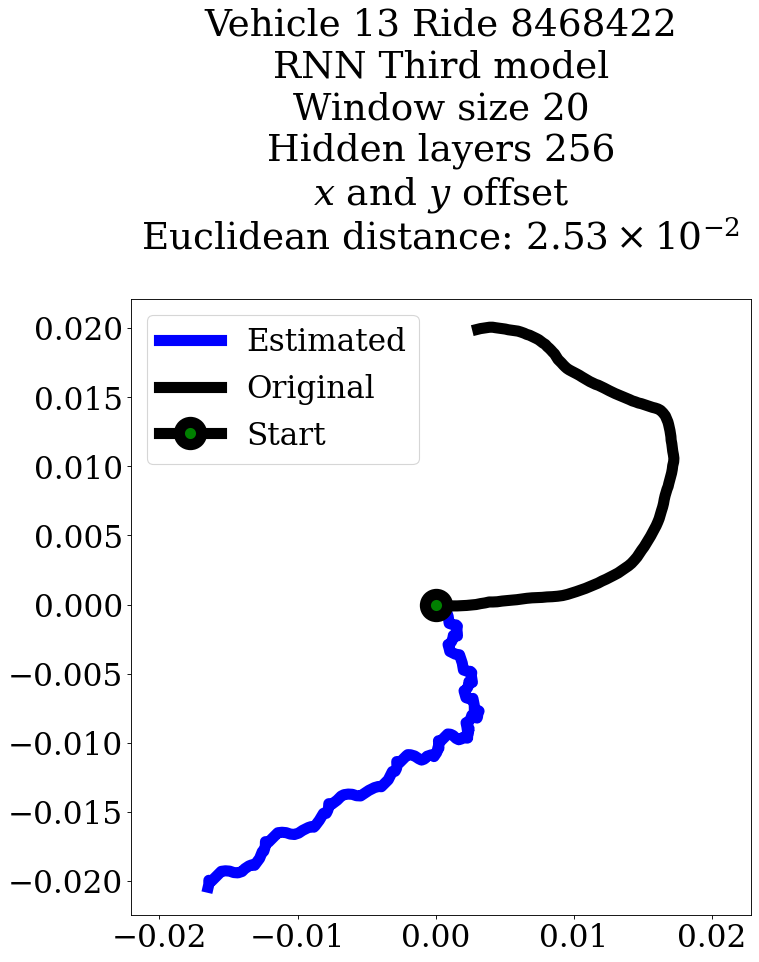 Vehicle 13 Ride 8468422
RNN Third model
Window size 20
Hidden layers 256
x and y offset
Euclidean distance: 2.53 × 10⁻²
Estimated
Original
Start
0.020
0.015
0.010
0.005
0.000
−0.005
−0.010
−0.015
−0.020
−0.02 −0.01 0.00 0.01 0.02